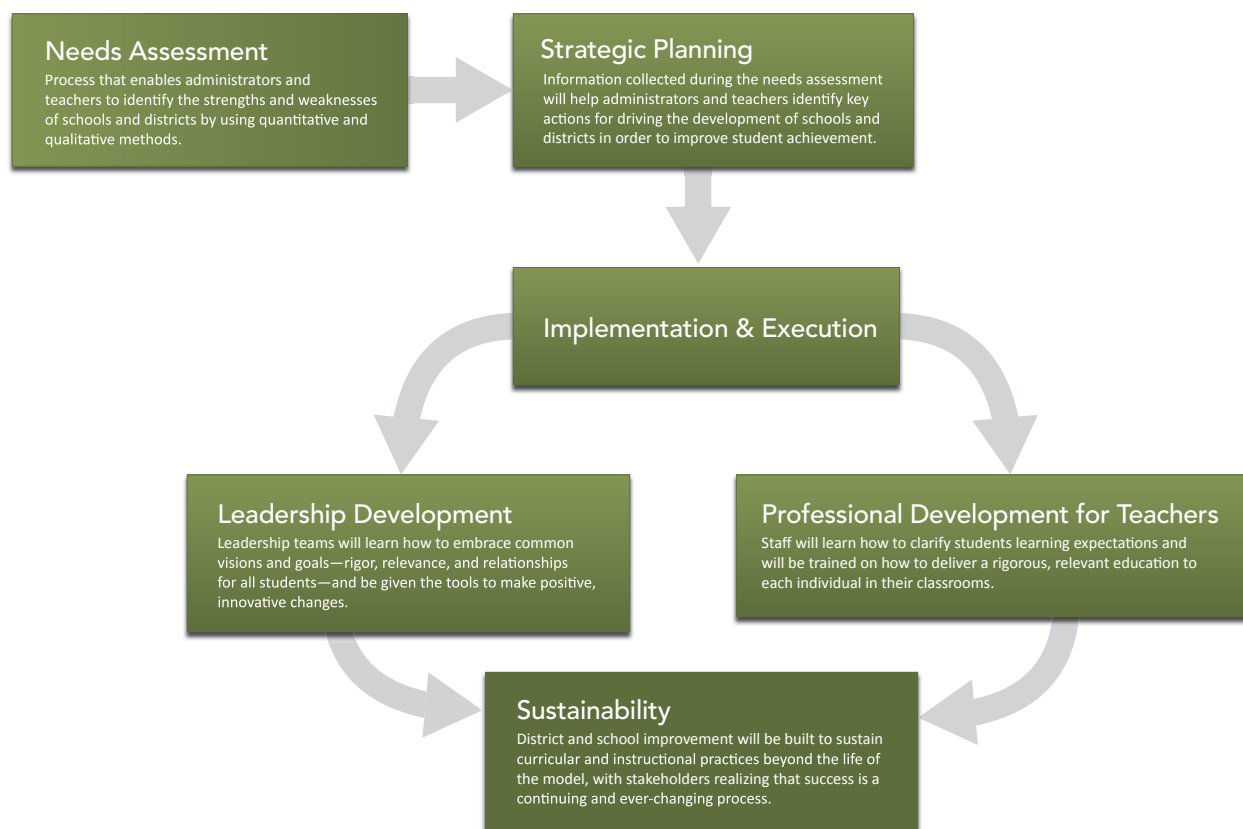 Needs Assessment
Process that enables administrators and
teachers to identify the strengths and weaknesses
of schools and districts by using quantitative and
qualitative methods.
Strategic Planning
Information collected during the needs assessment
will help administrators and teachers identify key
actions for driving the development of schools and
districts in order to improve student achievement.
Implementation & Execution
Leadership Development
Leadership teams will learn how to embrace common
visions and goals—rigor, relevance, and relationships
for all students—and be given the tools to make positive,
innovative changes.
Professional Development for Teachers
Staff will learn how to clarify students learning expectations and
will be trained on how to deliver a rigorous, relevant education to
each individual in their classrooms.
Sustainability
District and school improvement will be built to sustain
curricular and instructional practices beyond the life of
the model, with stakeholders realizing that success is a
continuing and ever-changing process.